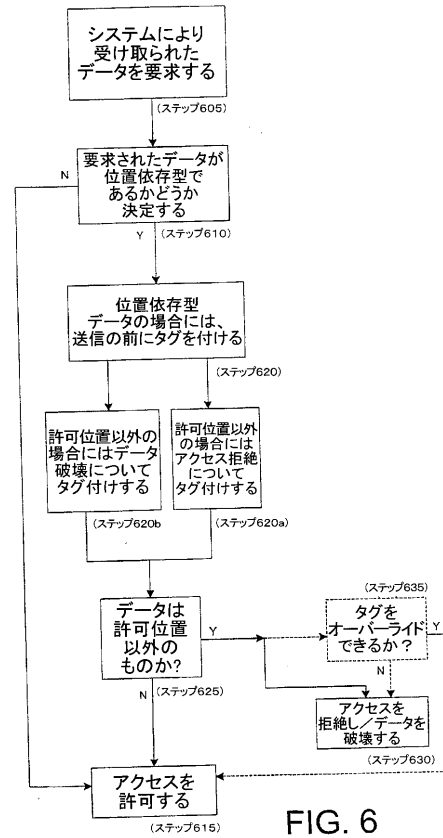 システムにより
受け取られた
データを要求する
(ステップ605)
要求されたデータが
位置依存型で
あるかどうか
決定する
N
Y
(ステップ610)
位置依存型
データの場合には、
送信の前にタグを付ける
(ステップ620)
許可位置以外の
場合にはデータ
破壊について
タグ付けする
(ステップ620b)
許可位置以外
の場合には
アクセス拒絶
について
タグ付けする
(ステップ620a)
データは
許可位置
以外の
ものか?
Y
N
(ステップ625)
(ステップ635)
タグを
オーバーライド
できるか?
Y
N
アクセスを
拒絶し/データを
破壊する
(ステップ630)
アクセスを
許可する
(ステップ615)
FIG. 6